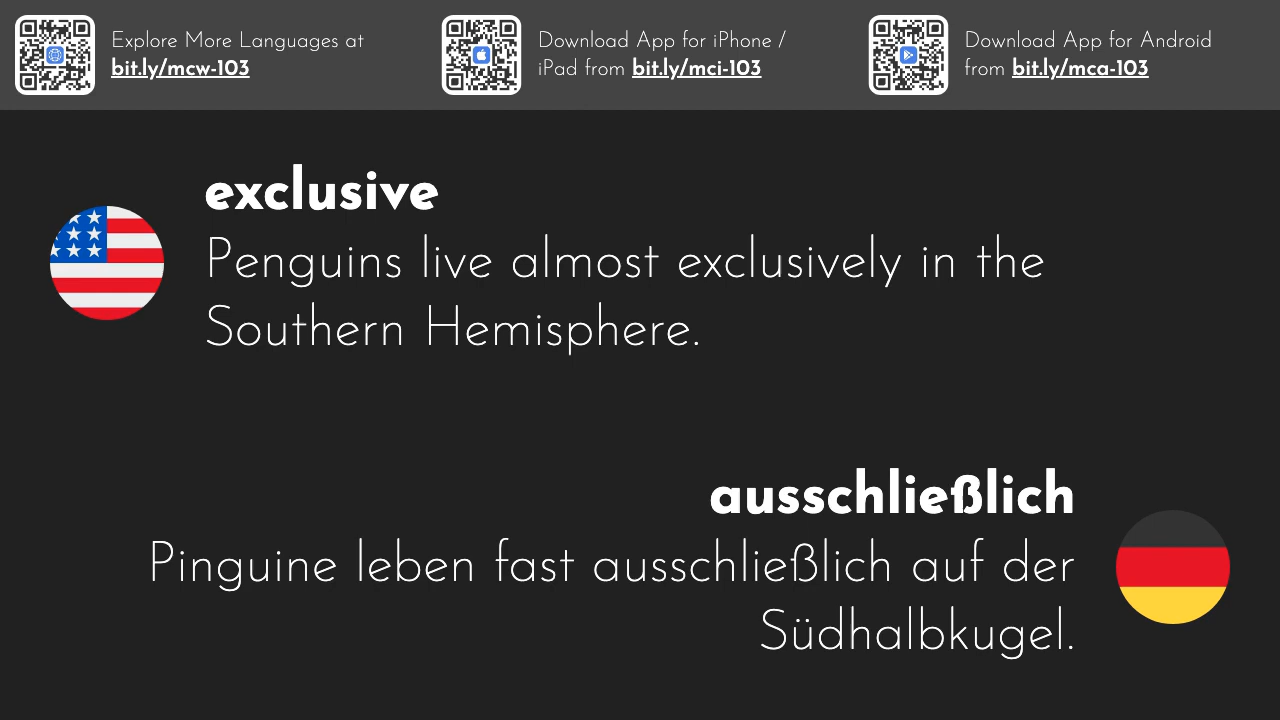 Explore More Languages at
bit.ly/mcw-103
Download App for iPhone /
iPad from bit.ly/mci-103
Download App for Android
from bit.ly/mca-103
exclusive
Penguins live almost exclusively in the
Southern Hemisphere.
ausschließlich
Pinguine leben fast ausschließlich auf der
Südhalbkugel.